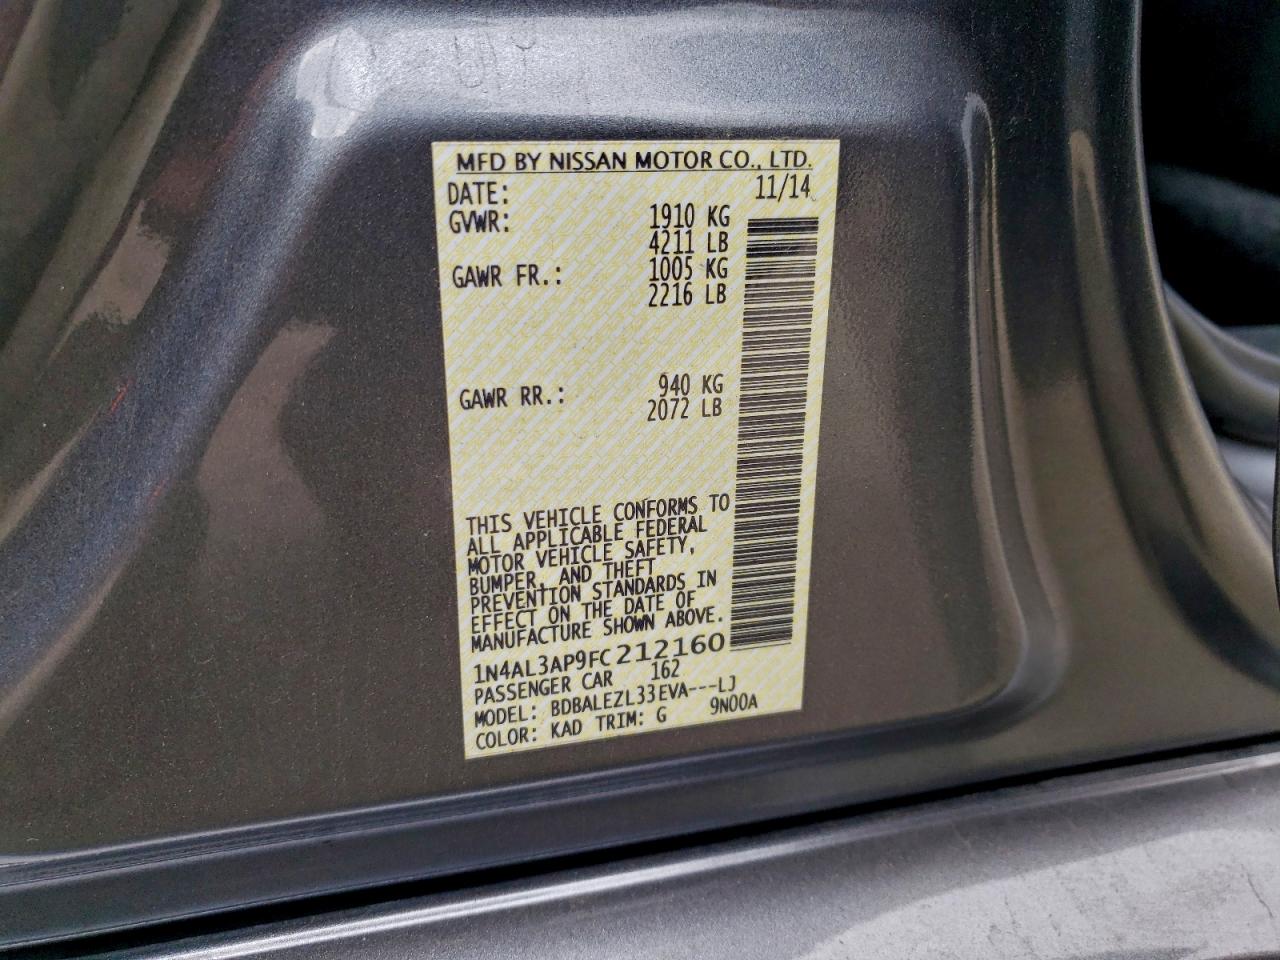 MFD BY NISSAN MOTOR CO., LTD.
DATE: 11/14
GVWR: 1910 KG
4211 LB
GAWR FR.: 1005 KG
2216 LB
GAWR RR.: 940 KG
2072 LB
THIS VEHICLE CONFORMS TO
ALL APPLICABLE FEDERAL
MOTOR VEHICLE SAFETY,
BUMPER, AND THEFT
PREVENTION STANDARDS IN
EFFECT ON THE DATE OF
MANUFACTURE SHOWN ABOVE.
1N4AL3AP9FC212160
PASSENGER CAR 162
MODEL: BDBALEZL33EVA---LJ
COLOR: KAD TRIM: G 9N00A